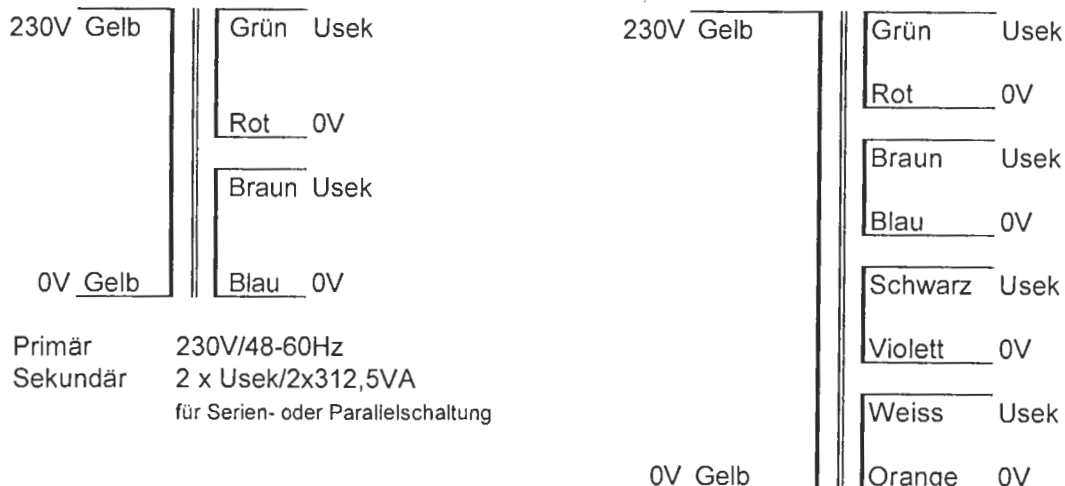 230V Gelb
Grün Usek
Rot 0V
Braun Usek
0V Gelb
Blau 0V
Primär 230V/48-60Hz
Sekundär 2 x Usek/2x312,5VA
für Serien- oder Parallelschaltung
230V Gelb
Grün Usek
Rot 0V
Braun Usek
Blau 0V
Schwarz Usek
Violett 0V
Weiss Usek
0V Gelb
Orange 0V